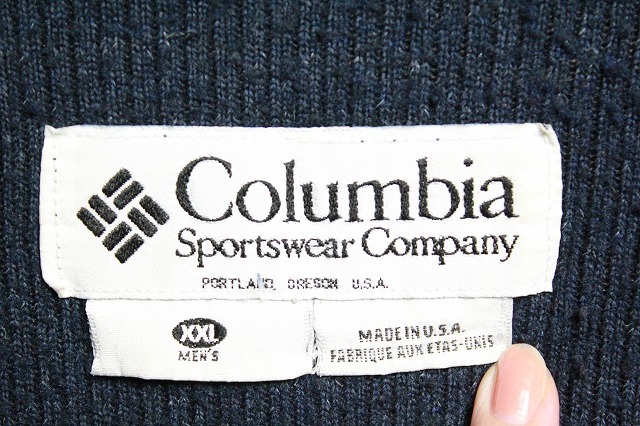 Columbia
Sportswear Company
PORTLAND, OREGON U.S.A.
XXL
MEN'S
MADE IN U.S.A.
FABRIQUE AUX ETAS-UNIS